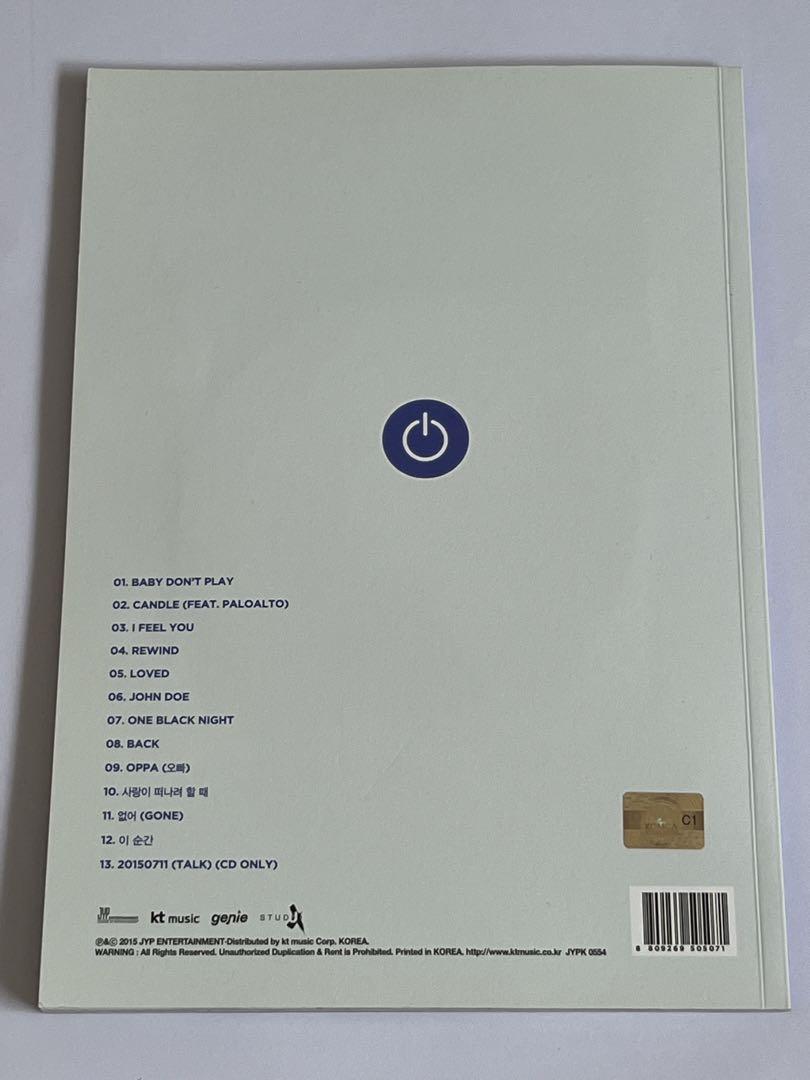 01. BABY DON'T PLAY
02. CANDLE (FEAT. PALOALTO)
03. I FEEL YOU
04. REWIND
05. LOVED
06. JOHN DOE
07. ONE BLACK NIGHT
08. BACK
09. OPPA (오빠)
10. 사랑이 떠나려 할 때
11. 없어 (GONE)
12. 이 순간
13. 20150711 (TALK) (CD ONLY)
KOMCA C1
JYP kt music genie STUD
℗&© 2015 JYP ENTERTAINMENT·Distributed by kt music Corp. KOREA.
WARNING : All Rights Reserved. Unauthorized Duplication & Rent is Prohibited. Printed in KOREA. http://www.ktmusic.co.kr JYPK 0554
8 809269 505071